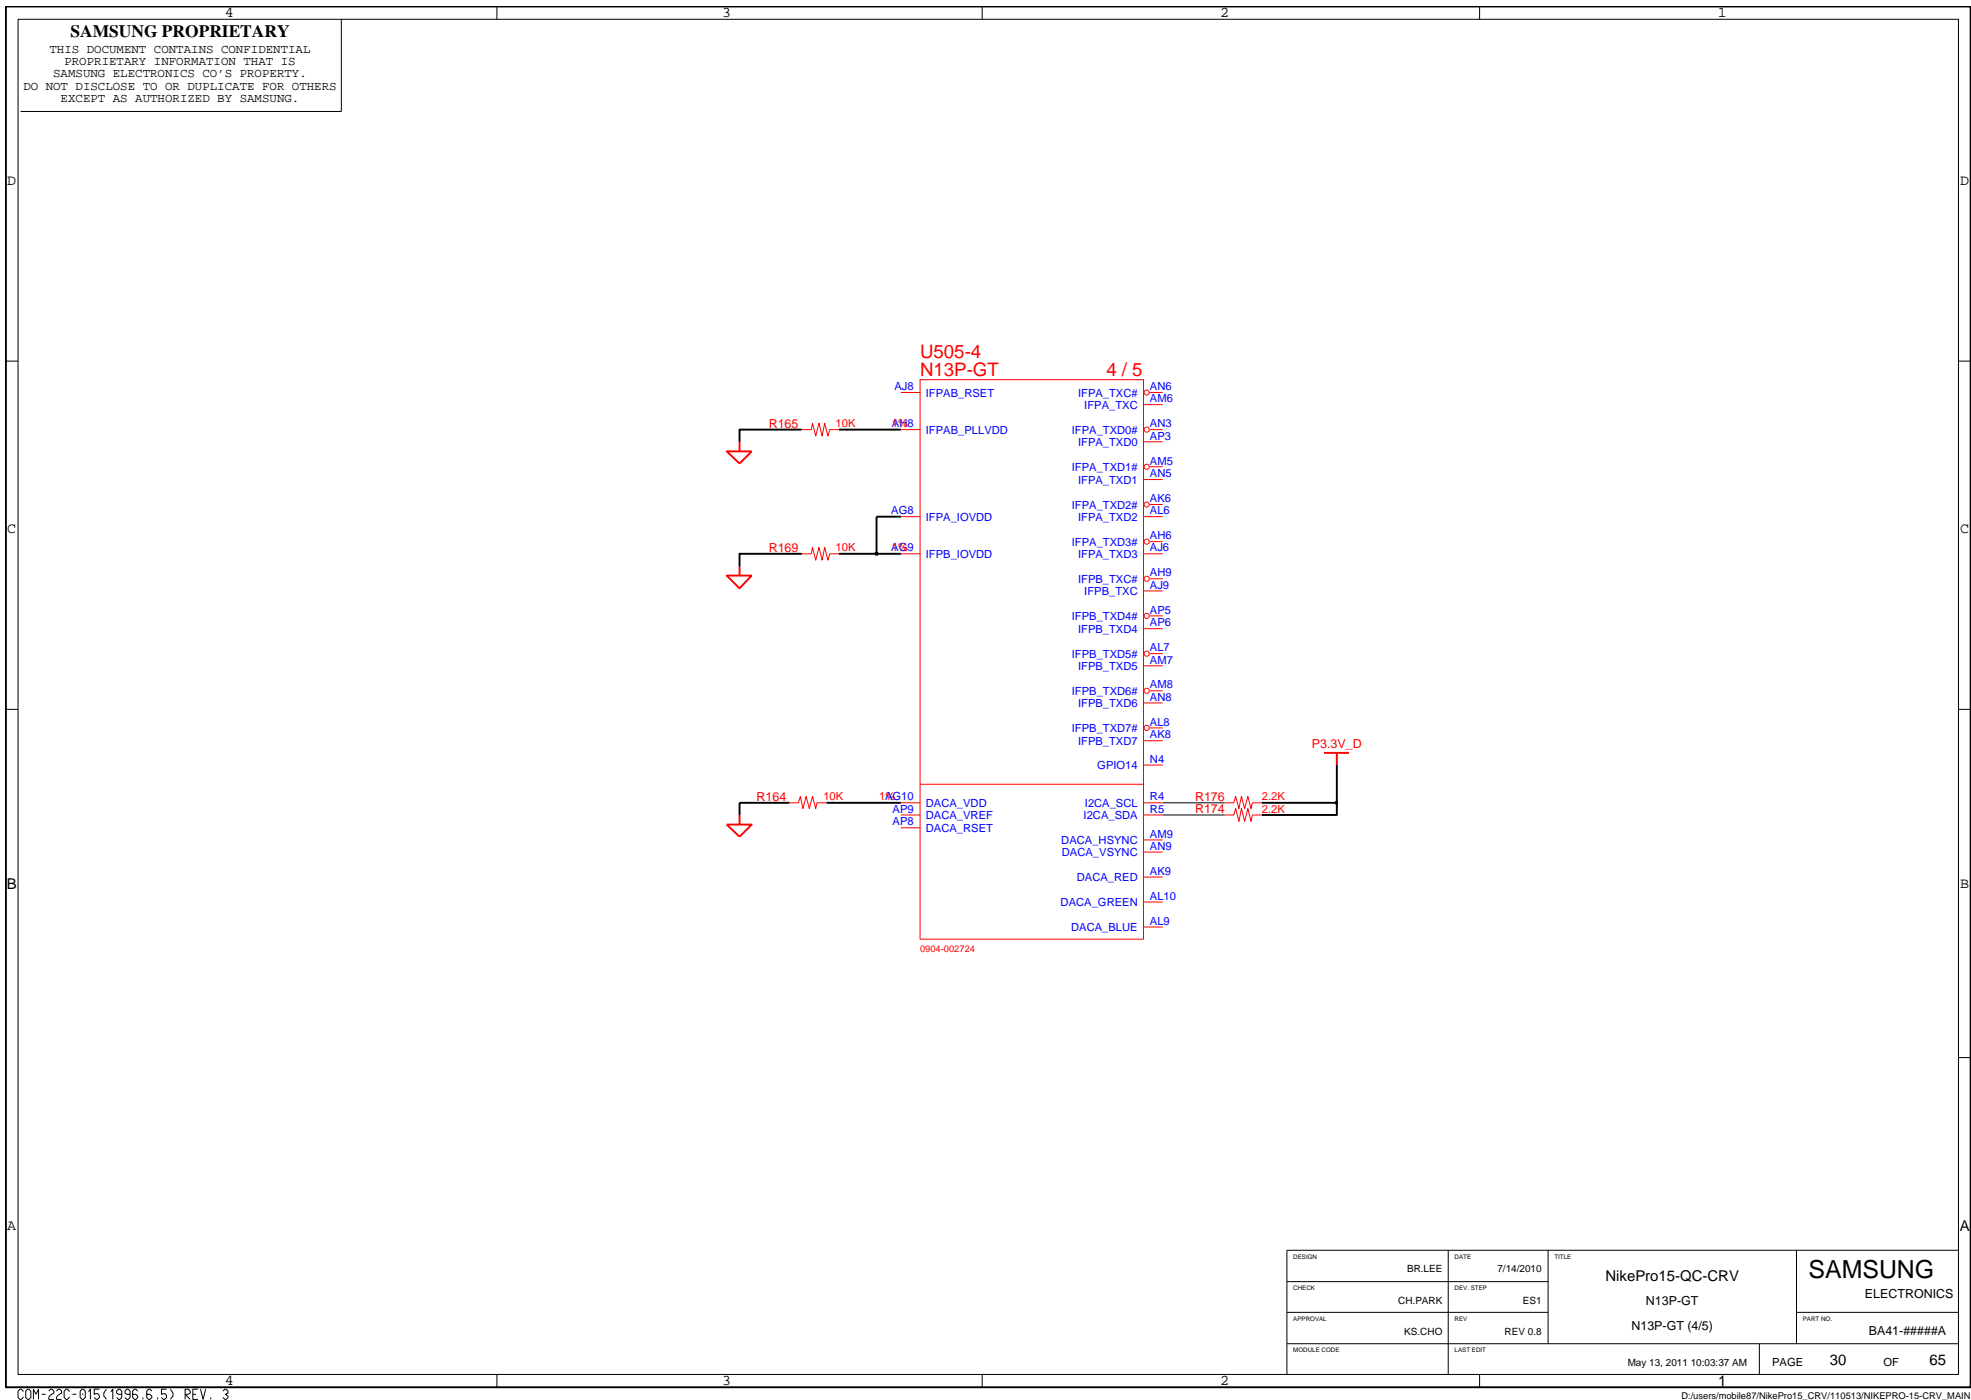 4 3 2 1
SAMSUNG PROPRIETARY
THIS DOCUMENT CONTAINS CONFIDENTIAL
PROPRIETARY INFORMATION THAT IS
SAMSUNG ELECTRONICS CO'S PROPERTY.
DO NOT DISCLOSE TO OR DUPLICATE FOR OTHERS
EXCEPT AS AUTHORIZED BY SAMSUNG.
D D
U505-4
N13P-GT 4 / 5
AJ8 IFPAB_RSET IFPA_TXC# AN6
IFPA_TXC AM6
R165 10K 1% AH8 IFPAB_PLLVDD IFPA_TXD0# AN3
IFPA_TXD0 AP3
IFPA_TXD1# AM5
IFPA_TXD1 AN5
IFPA_TXD2# AK6
AG8 IFPA_IOVDD IFPA_TXD2 AL6
C C
IFPA_TXD3# AH6
R169 10K 1% AG9 IFPB_IOVDD IFPA_TXD3 AJ6
IFPB_TXC# AH9
IFPB_TXC AJ9
IFPB_TXD4# AP5
IFPB_TXD4 AP6
IFPB_TXD5# AL7
IFPB_TXD5 AM7
IFPB_TXD6# AM8
IFPB_TXD6 AN8
IFPB_TXD7# AL8
IFPB_TXD7 AK8
P3.3V_D
GPIO14 N4
R164 10K 1% AG10 DACA_VDD I2CA_SCL R4 R176 2.2K
AP9 DACA_VREF I2CA_SDA R5 R174 2.2K
AP8 DACA_RSET
DACA_HSYNC AM9
DACA_VSYNC AN9
DACA_RED AK9
B B
DACA_GREEN AL10
DACA_BLUE AL9
0904-002724
A A
DESIGN BR.LEE DATE 7/14/2010 TITLE NikePro15-QC-CRV SAMSUNG
ELECTRONICS
CHECK CH.PARK DEV. STEP ES1 N13P-GT
APPROVAL KS.CHO REV REV 0.8 N13P-GT (4/5) PART NO. BA41-#####A
MODULE CODE LAST EDIT May 13, 2011 10:03:37 AM PAGE 30 OF 65
4 3 2 1
COM-22C-015(1996.6.5) REV. 3 D:/users/mobile87/NikePro15_CRV/110513/NIKEPRO-15-CRV_MAIN